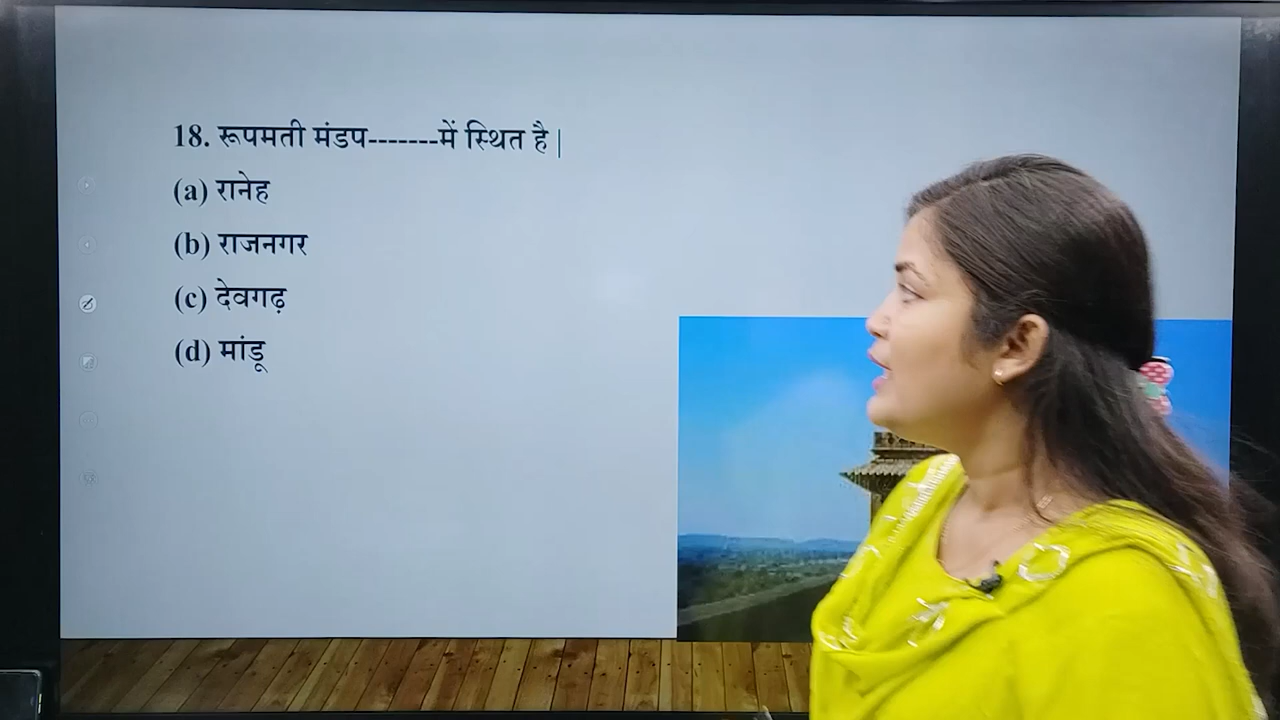 18. रूपमती मंडप-------में स्थित है |
(a) रानेह
(b) राजनगर
(c) देवगढ़
(d) मांडू